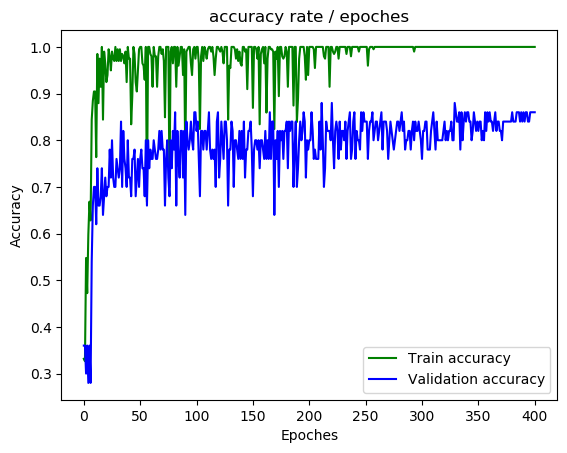 accuracy rate / epoches
1.0
0.9
0.8
0.7
0.6
0.5
0.4
0.3
Accuracy
0 50 100 150 200 250 300 350 400
Epoches
Train accuracy
Validation accuracy